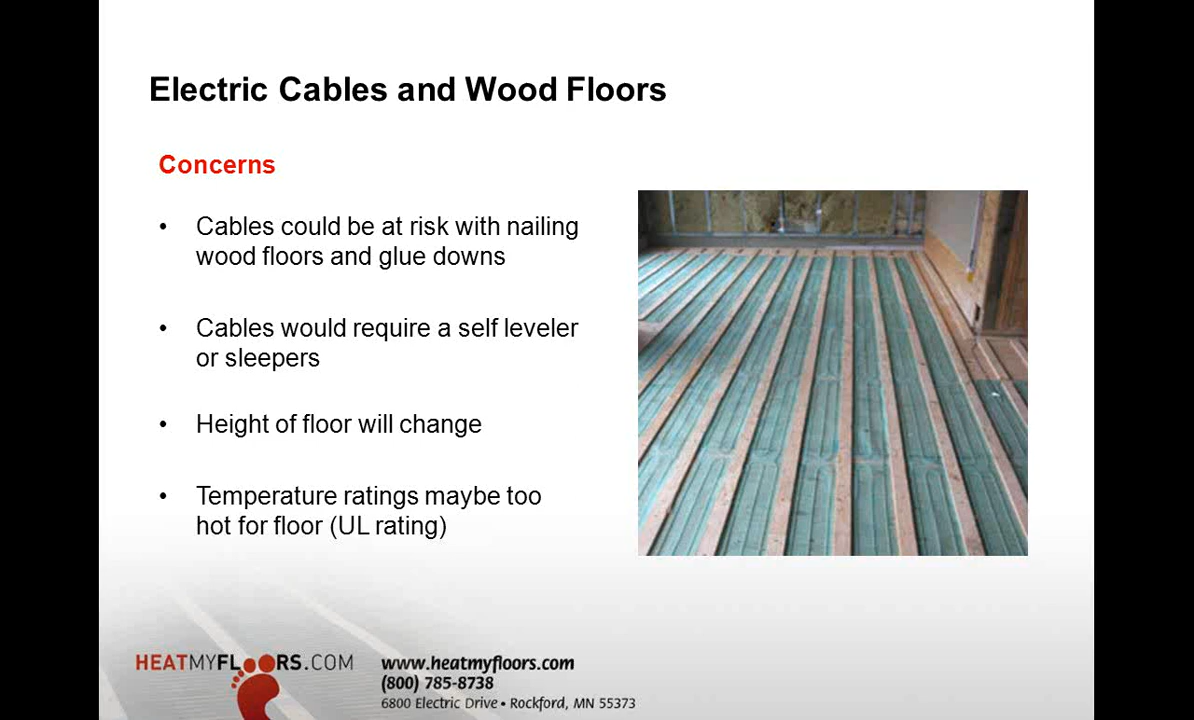 Electric Cables and Wood Floors
Concerns
• Cables could be at risk with nailing
wood floors and glue downs
• Cables would require a self leveler
or sleepers
• Height of floor will change
• Temperature ratings maybe too
hot for floor (UL rating)
HEATMYFLOORS.COM
www.heatmyfloors.com
(800) 785-8738
6800 Electric Drive • Rockford, MN 55373